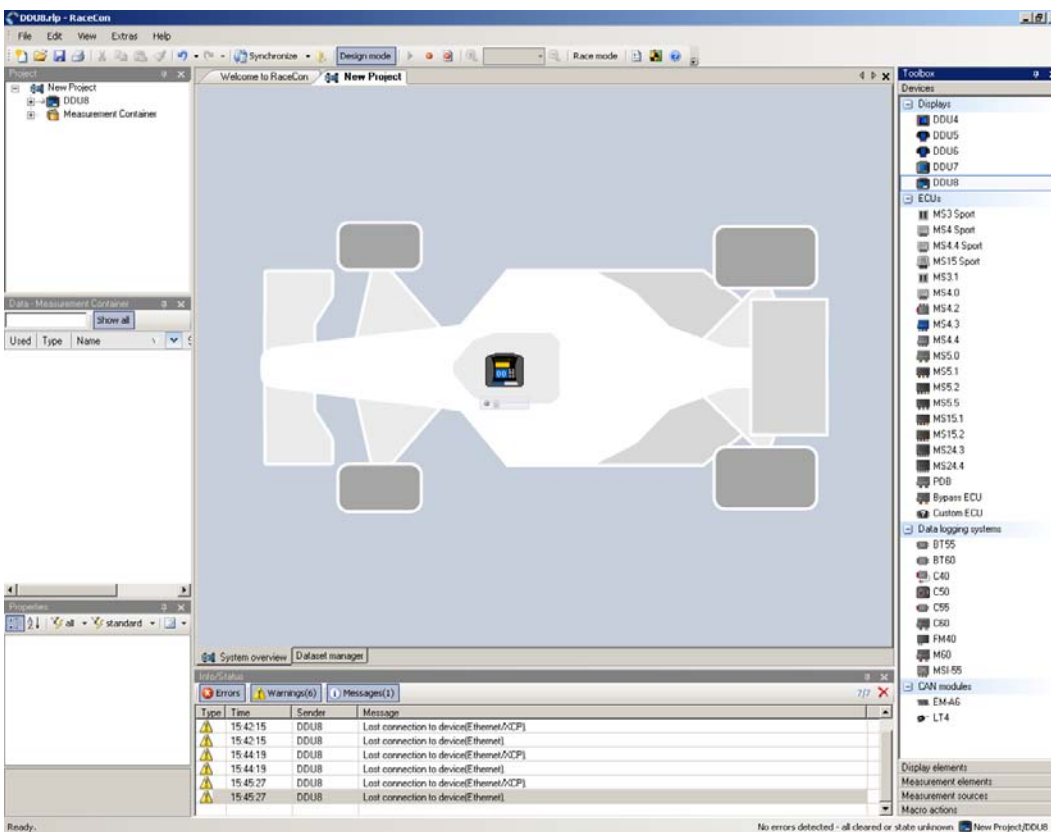 DDU8.rlp - RaceCon
File Edit View Extras Help
Synchronize Design mode Race mode
Project
New Project
DDU8
Measurement Container
Data - Measurement Container
Show all
Used Type Name
Properties
all standard
Welcome to RaceCon New Project
System overview Dataset manager
Info/Status
Errors Warnings(6) Messages(1) 7/7
Type Time Sender Message
15:42:15 DDU8 Lost connection to device(Ethernet/XCP).
15:42:15 DDU8 Lost connection to device(Ethernet).
15:44:19 DDU8 Lost connection to device(Ethernet/XCP).
15:44:19 DDU8 Lost connection to device(Ethernet).
15:45:27 DDU8 Lost connection to device(Ethernet/XCP).
15:45:27 DDU8 Lost connection to device(Ethernet).
Toolbox
Devices
Displays
DDU4
DDU5
DDU6
DDU7
DDU8
ECUs
MS3 Sport
MS4 Sport
MS4.4 Sport
MS15 Sport
MS3.1
MS4.0
MS4.2
MS4.3
MS4.4
MS5.0
MS5.1
MS5.2
MS5.5
MS15.1
MS15.2
MS24.3
MS24.4
PDB
Bypass ECU
Custom ECU
Data logging systems
BT55
BT60
C40
C50
C55
C60
FM40
M60
MSI-55
CAN modules
EM-A6
LT4
Display elements
Measurement elements
Measurement sources
Macro actions
Ready.
No errors detected - all cleared or state unknown New Project/DDU8